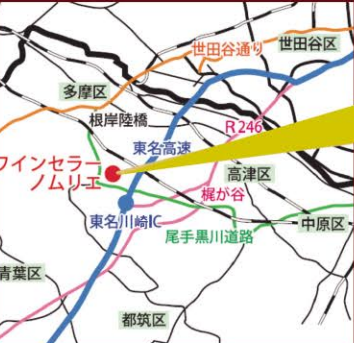 世田谷通り
世田谷区
多摩区
根岸陸橋
R246
東名高速
ワインセラー
ノムリエ
高津区
梶が谷
東名川崎IC
中原区
尾手黒川道路
青葉区
都筑区